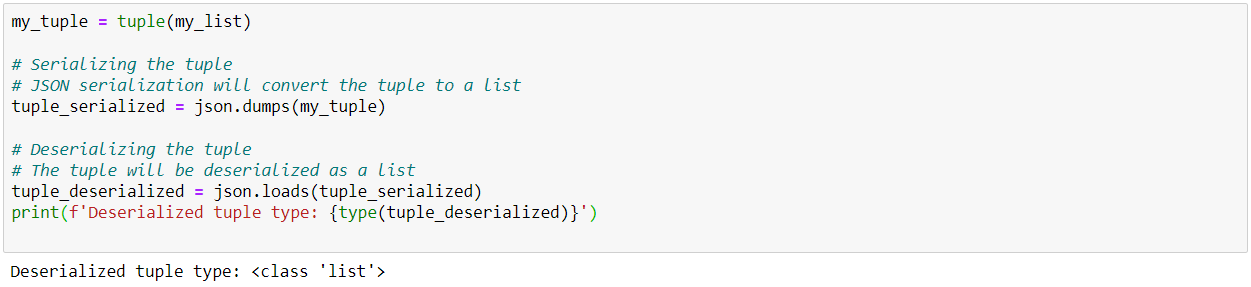 my_tuple = tuple(my_list)
# Serializing the tuple
# JSON serialization will convert the tuple to a list
tuple_serialized = json.dumps(my_tuple)
# Deserializing the tuple
# The tuple will be deserialized as a list
tuple_deserialized = json.loads(tuple_serialized)
print(f'Deserialized tuple type: {type(tuple_deserialized)}')
Deserialized tuple type: <class 'list'>